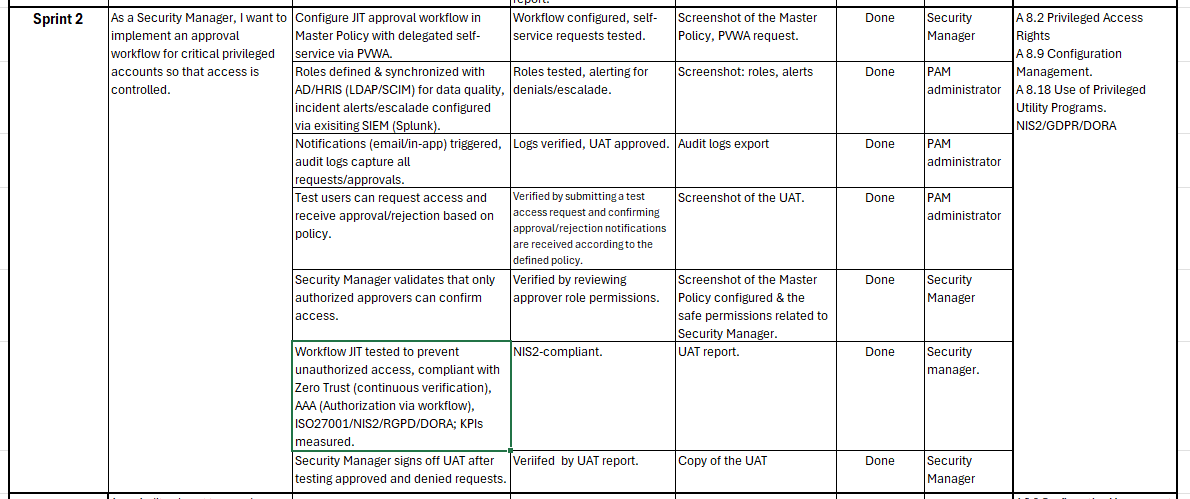 report.
Sprint 2
As a Security Manager, I want to
implement an approval
workflow for critical privileged
accounts so that access is
controlled.
Configure JIT approval workflow in
Master Policy with delegated self-
service via PVWA.
Workflow configured, self-
service requests tested.
Screenshot of the Master
Policy, PVWA request.
Done
Security
Manager
A 8.2 Privileged Access
Rights
A 8.9 Configuration
Management.
A 8.18 Use of Privileged
Utility Programs.
NIS2/GDPR/DORA
Roles defined & synchronized with
AD/HRIS (LDAP/SCIM) for data quality,
incident alerts/escalade configured
via exisiting SIEM (Splunk).
Roles tested, alerting for
denials/escalade.
Screenshot: roles, alerts
Done
PAM
administrator
Notifications (email/in-app) triggered,
audit logs capture all
requests/approvals.
Logs verified, UAT approved.
Audit logs export
Done
PAM
administrator
Test users can request access and
receive approval/rejection based on
policy.
Verified by submitting a test
access request and confirming
approval/rejection notifications
are received according to the
defined policy.
Screenshot of the UAT.
Done
PAM
administrator
Security Manager validates that only
authorized approvers can confirm
access.
Verified by reviewing
approver role permissions.
Screenshot of the Master
Policy configured & the
safe permissions related to
Security Manager.
Done
Security
Manager
Workflow JIT tested to prevent
unauthorized access, compliant with
Zero Trust (continuous verification),
AAA (Authorization via workflow),
ISO27001/NIS2/RGPD/DORA; KPIs
measured.
NIS2-compliant.
UAT report.
Done
Security
manager.
Security Manager signs off UAT after
testing approved and denied requests.
Veriifed  by UAT report.
Copy of the UAT
Done
Security
Manager